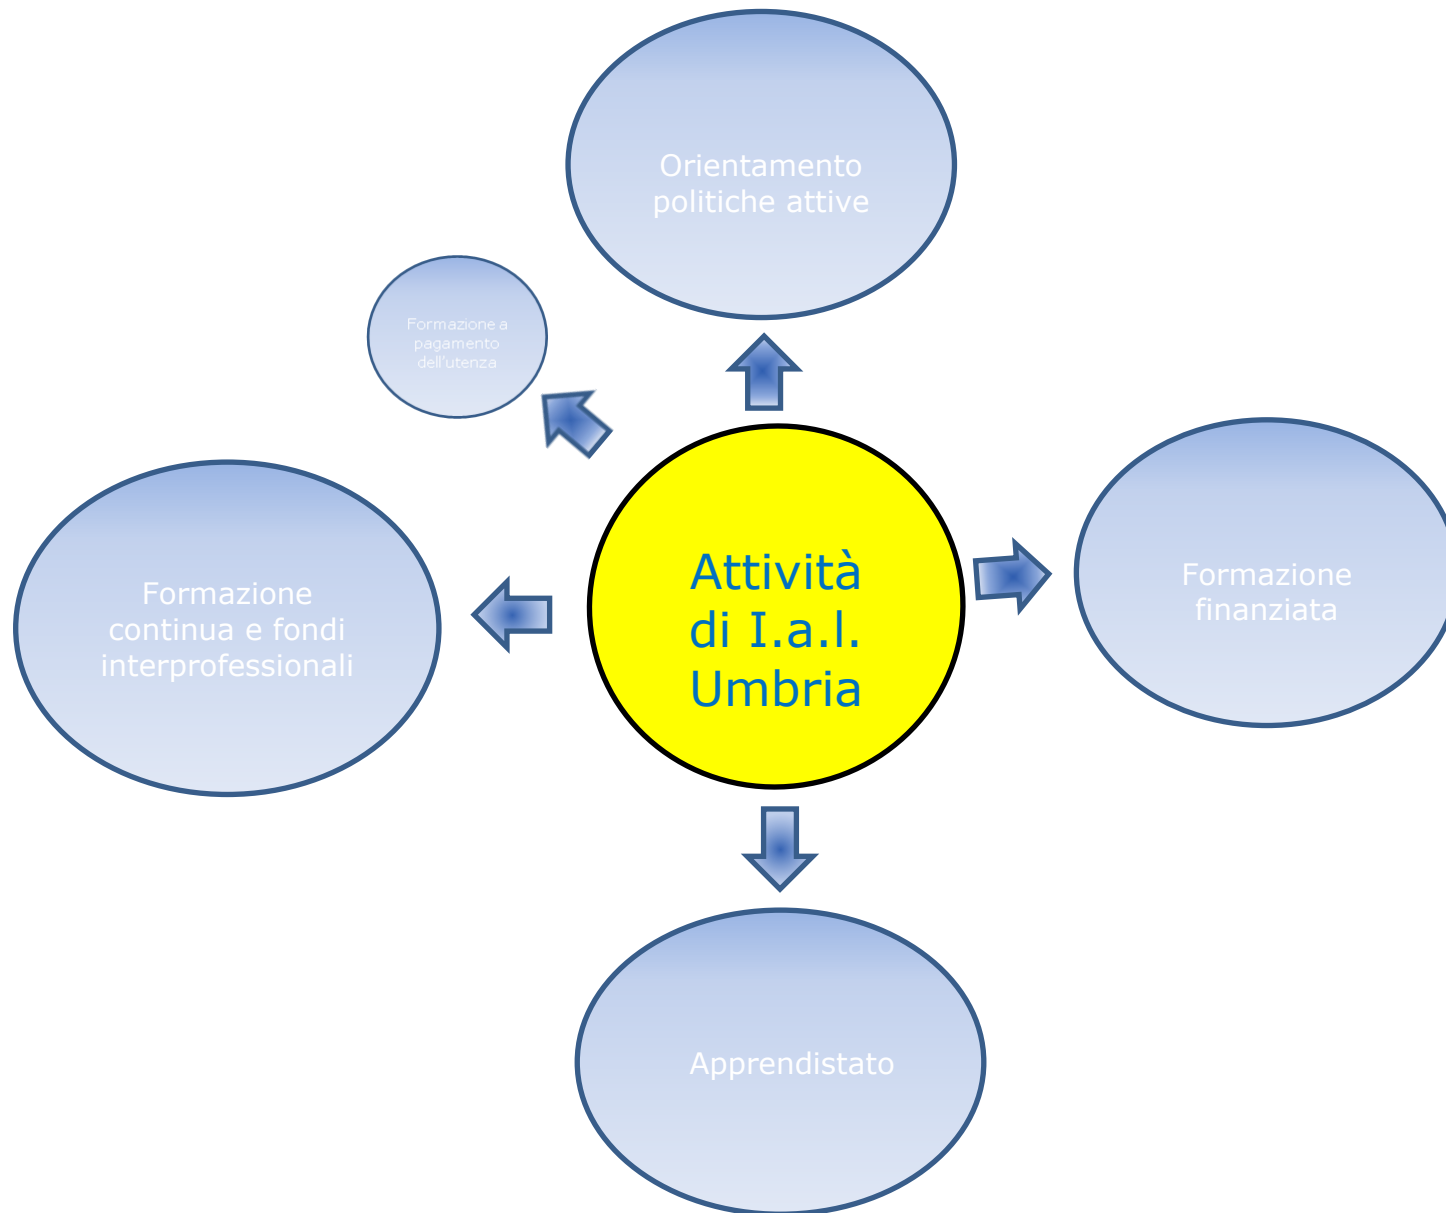 Orientamento
politiche attive
Formazione a
pagamento
dell'utenza
Attività
di I.a.l.
Umbria
Formazione
finanziata
Formazione
continua e fondi
interprofessionali
Apprendistato